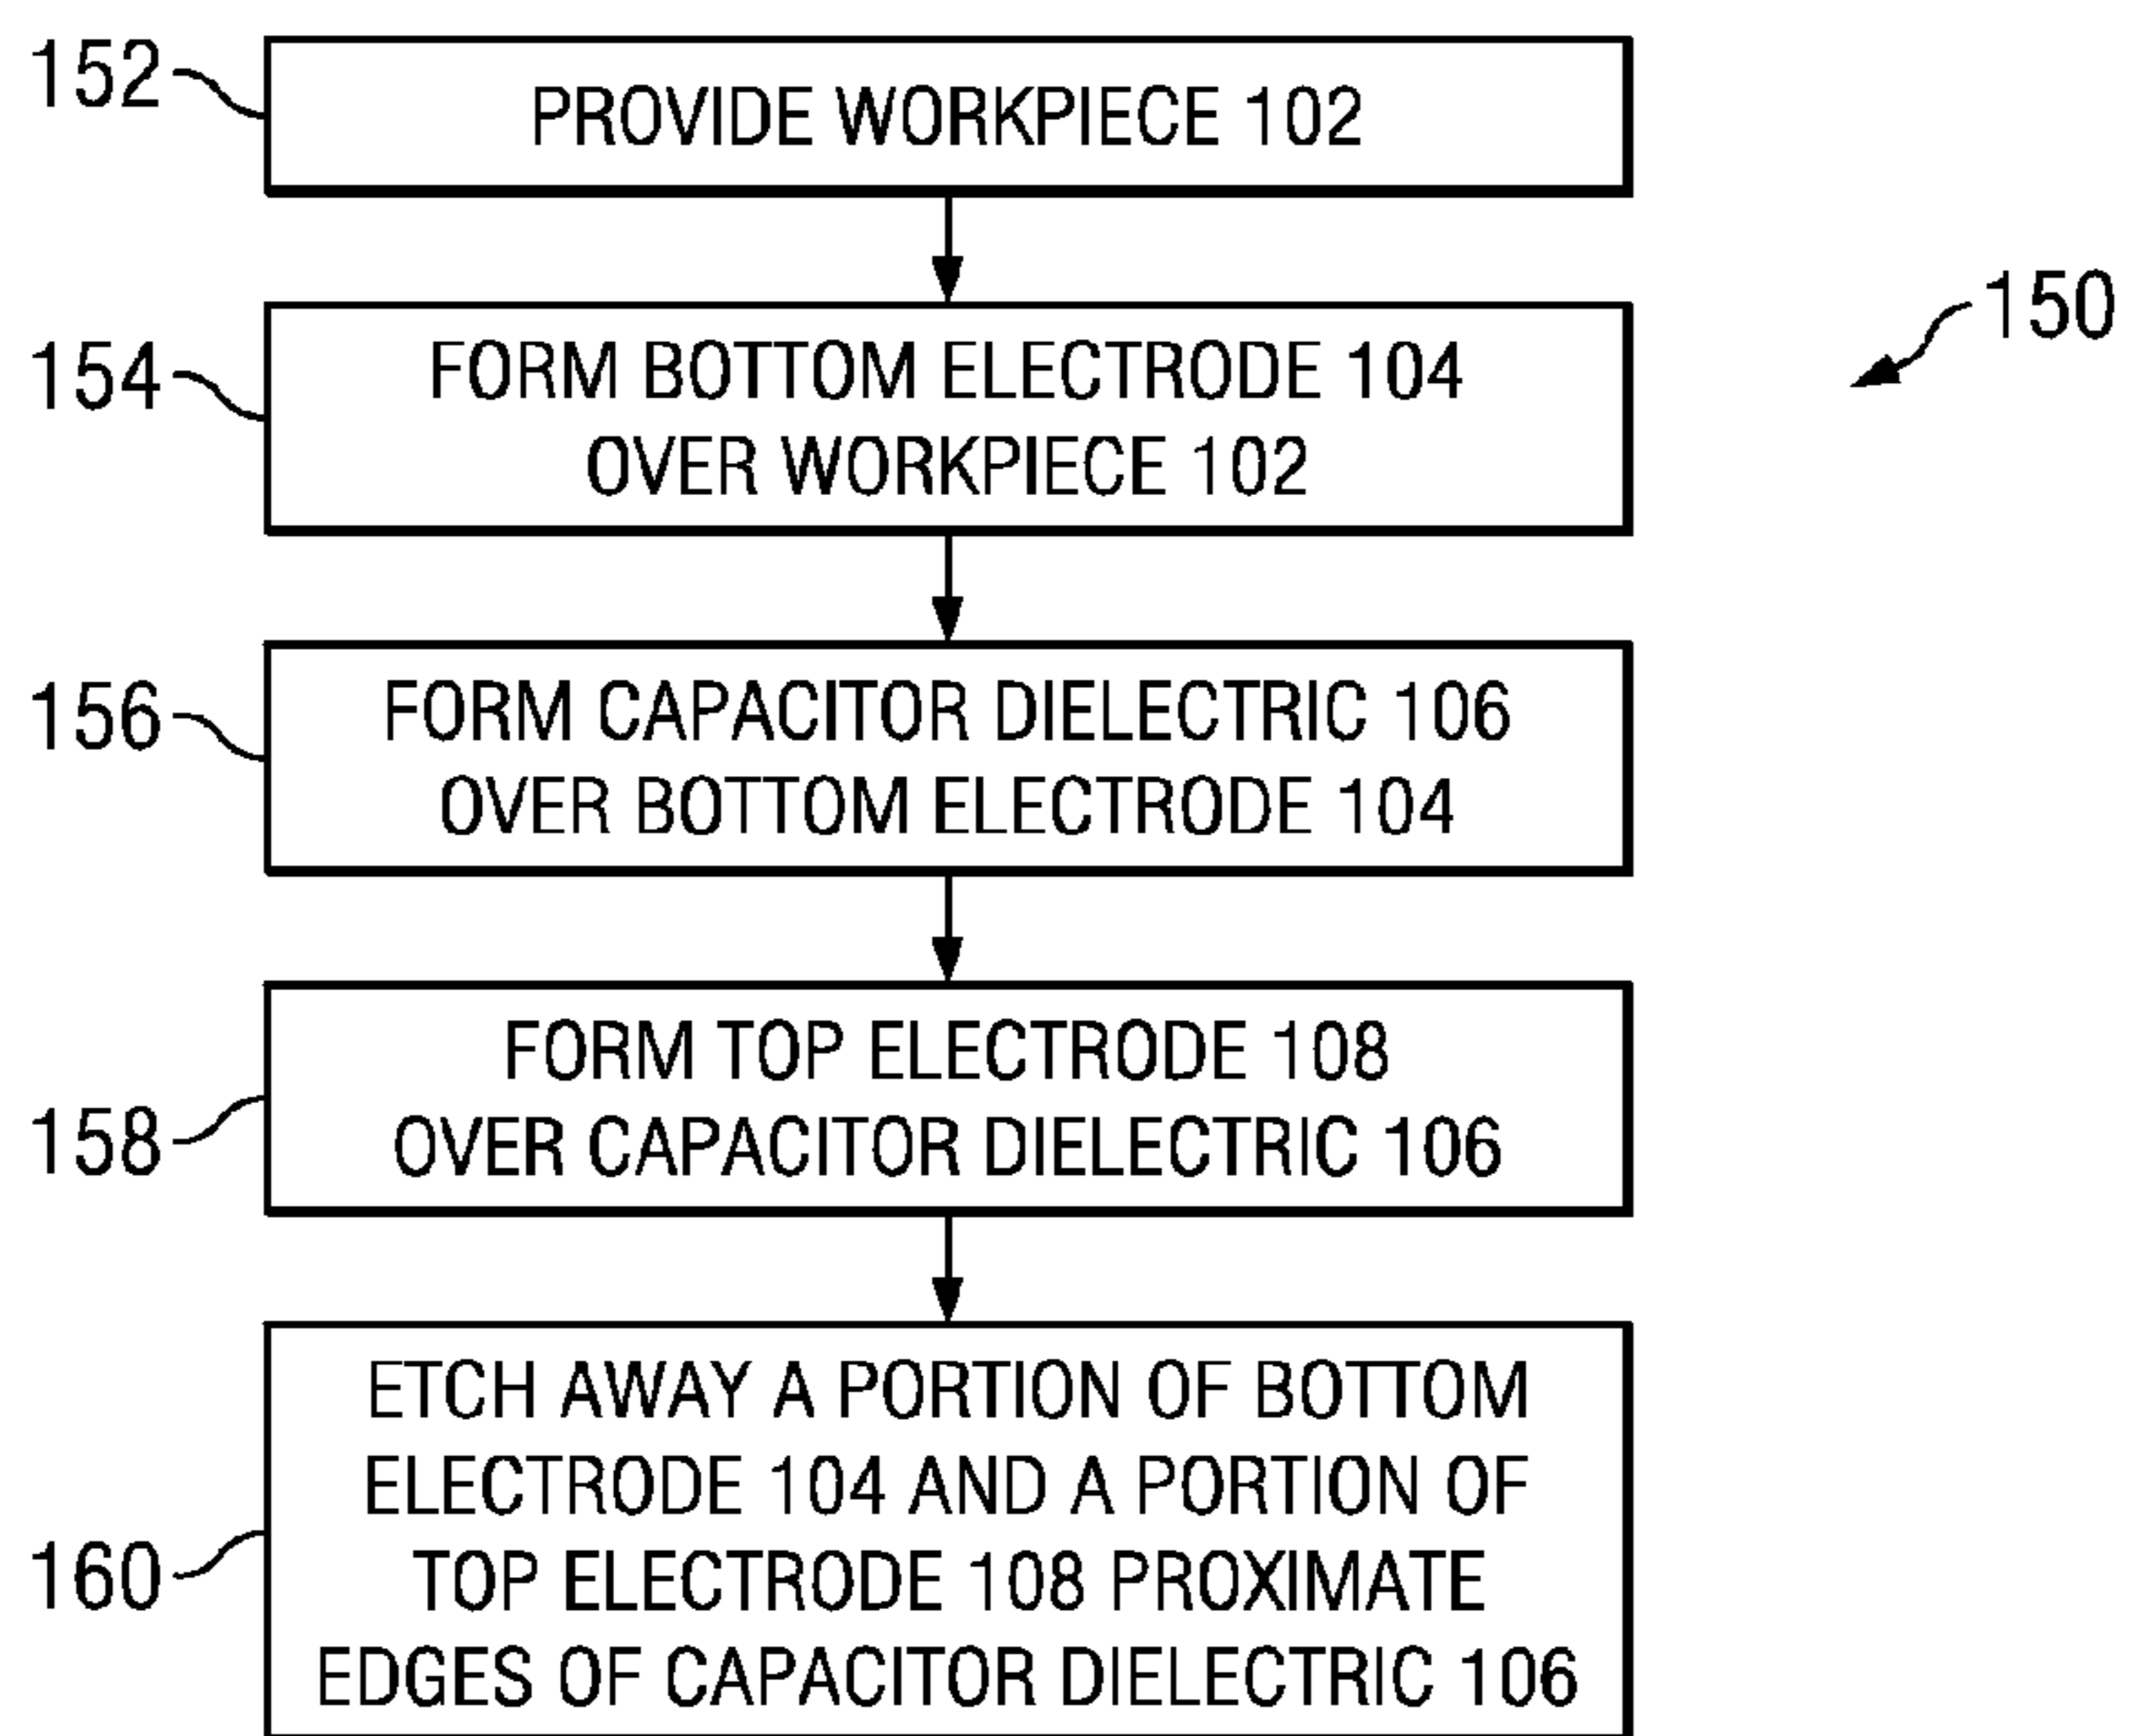 152
PROVIDE WORKPIECE 102
150
154
FORM BOTTOM ELECTRODE 104
OVER WORKPIECE 102
156
FORM CAPACITOR DIELECTRIC 106
OVER BOTTOM ELECTRODE 104
158
FORM TOP ELECTRODE 108
OVER CAPACITOR DIELECTRIC 106
160
ETCH AWAY A PORTION OF BOTTOM
ELECTRODE 104 AND A PORTION OF
TOP ELECTRODE 108 PROXIMATE
EDGES OF CAPACITOR DIELECTRIC 106